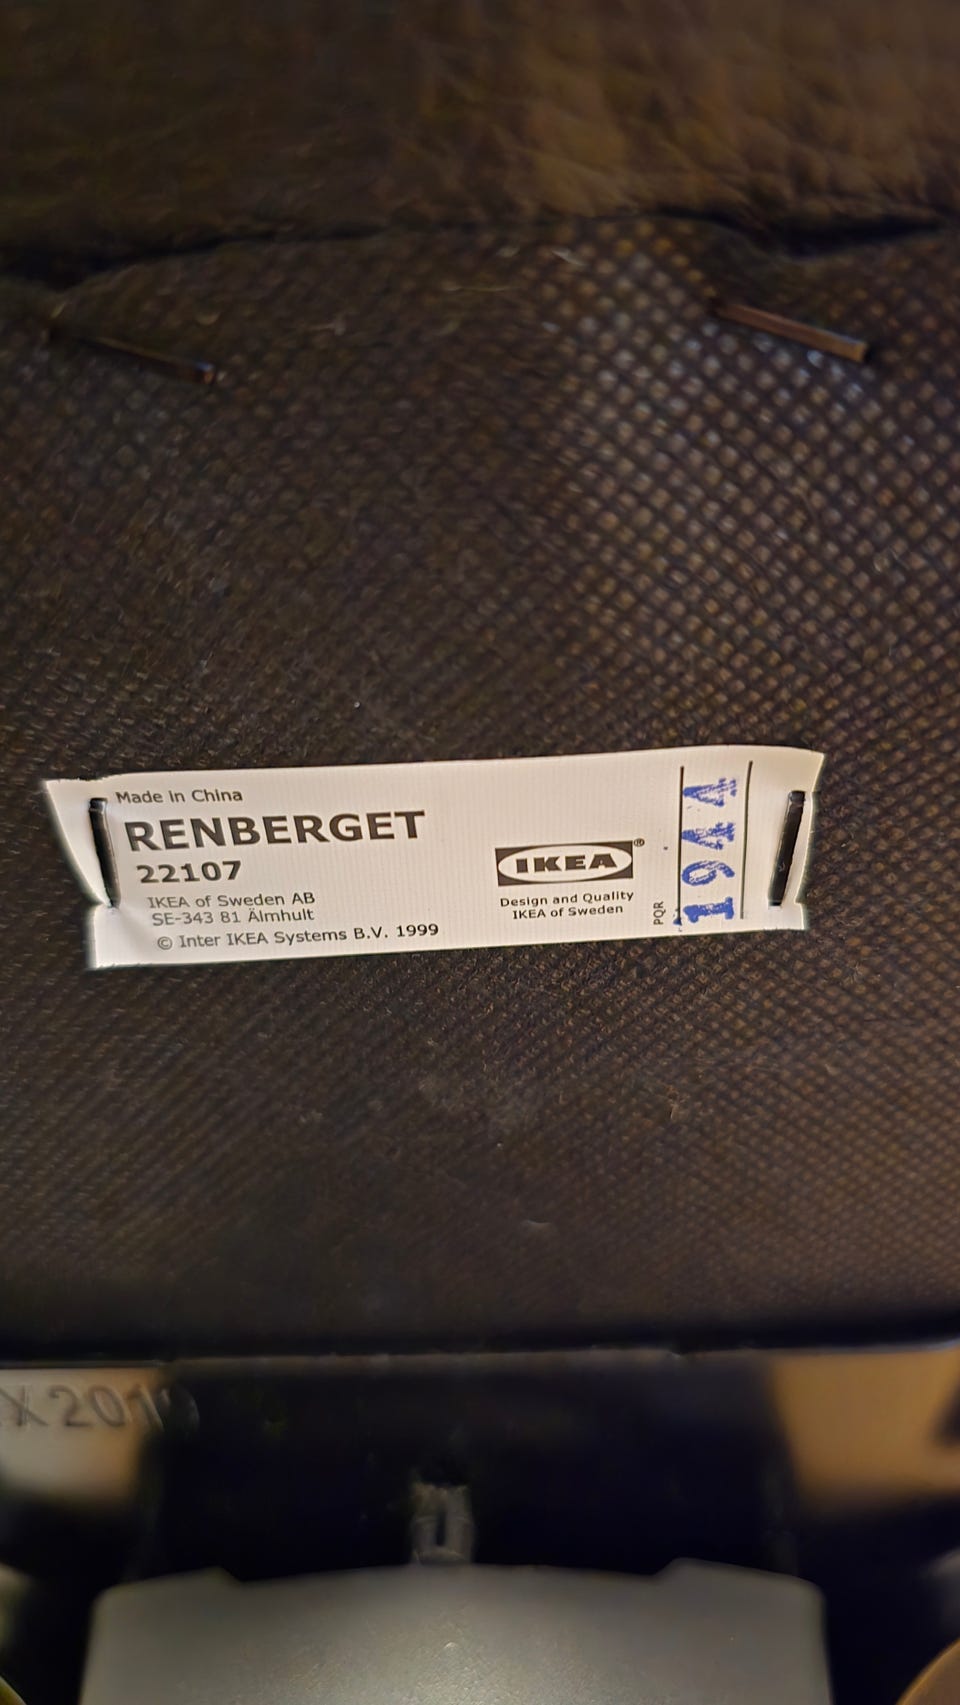 Made in China
RENBERGET
22107
IKEA of Sweden AB
SE-343 81 Älmhult
© Inter IKEA Systems B.V. 1999
IKEA®
Design and Quality
IKEA of Sweden
PQR
1944
X 201